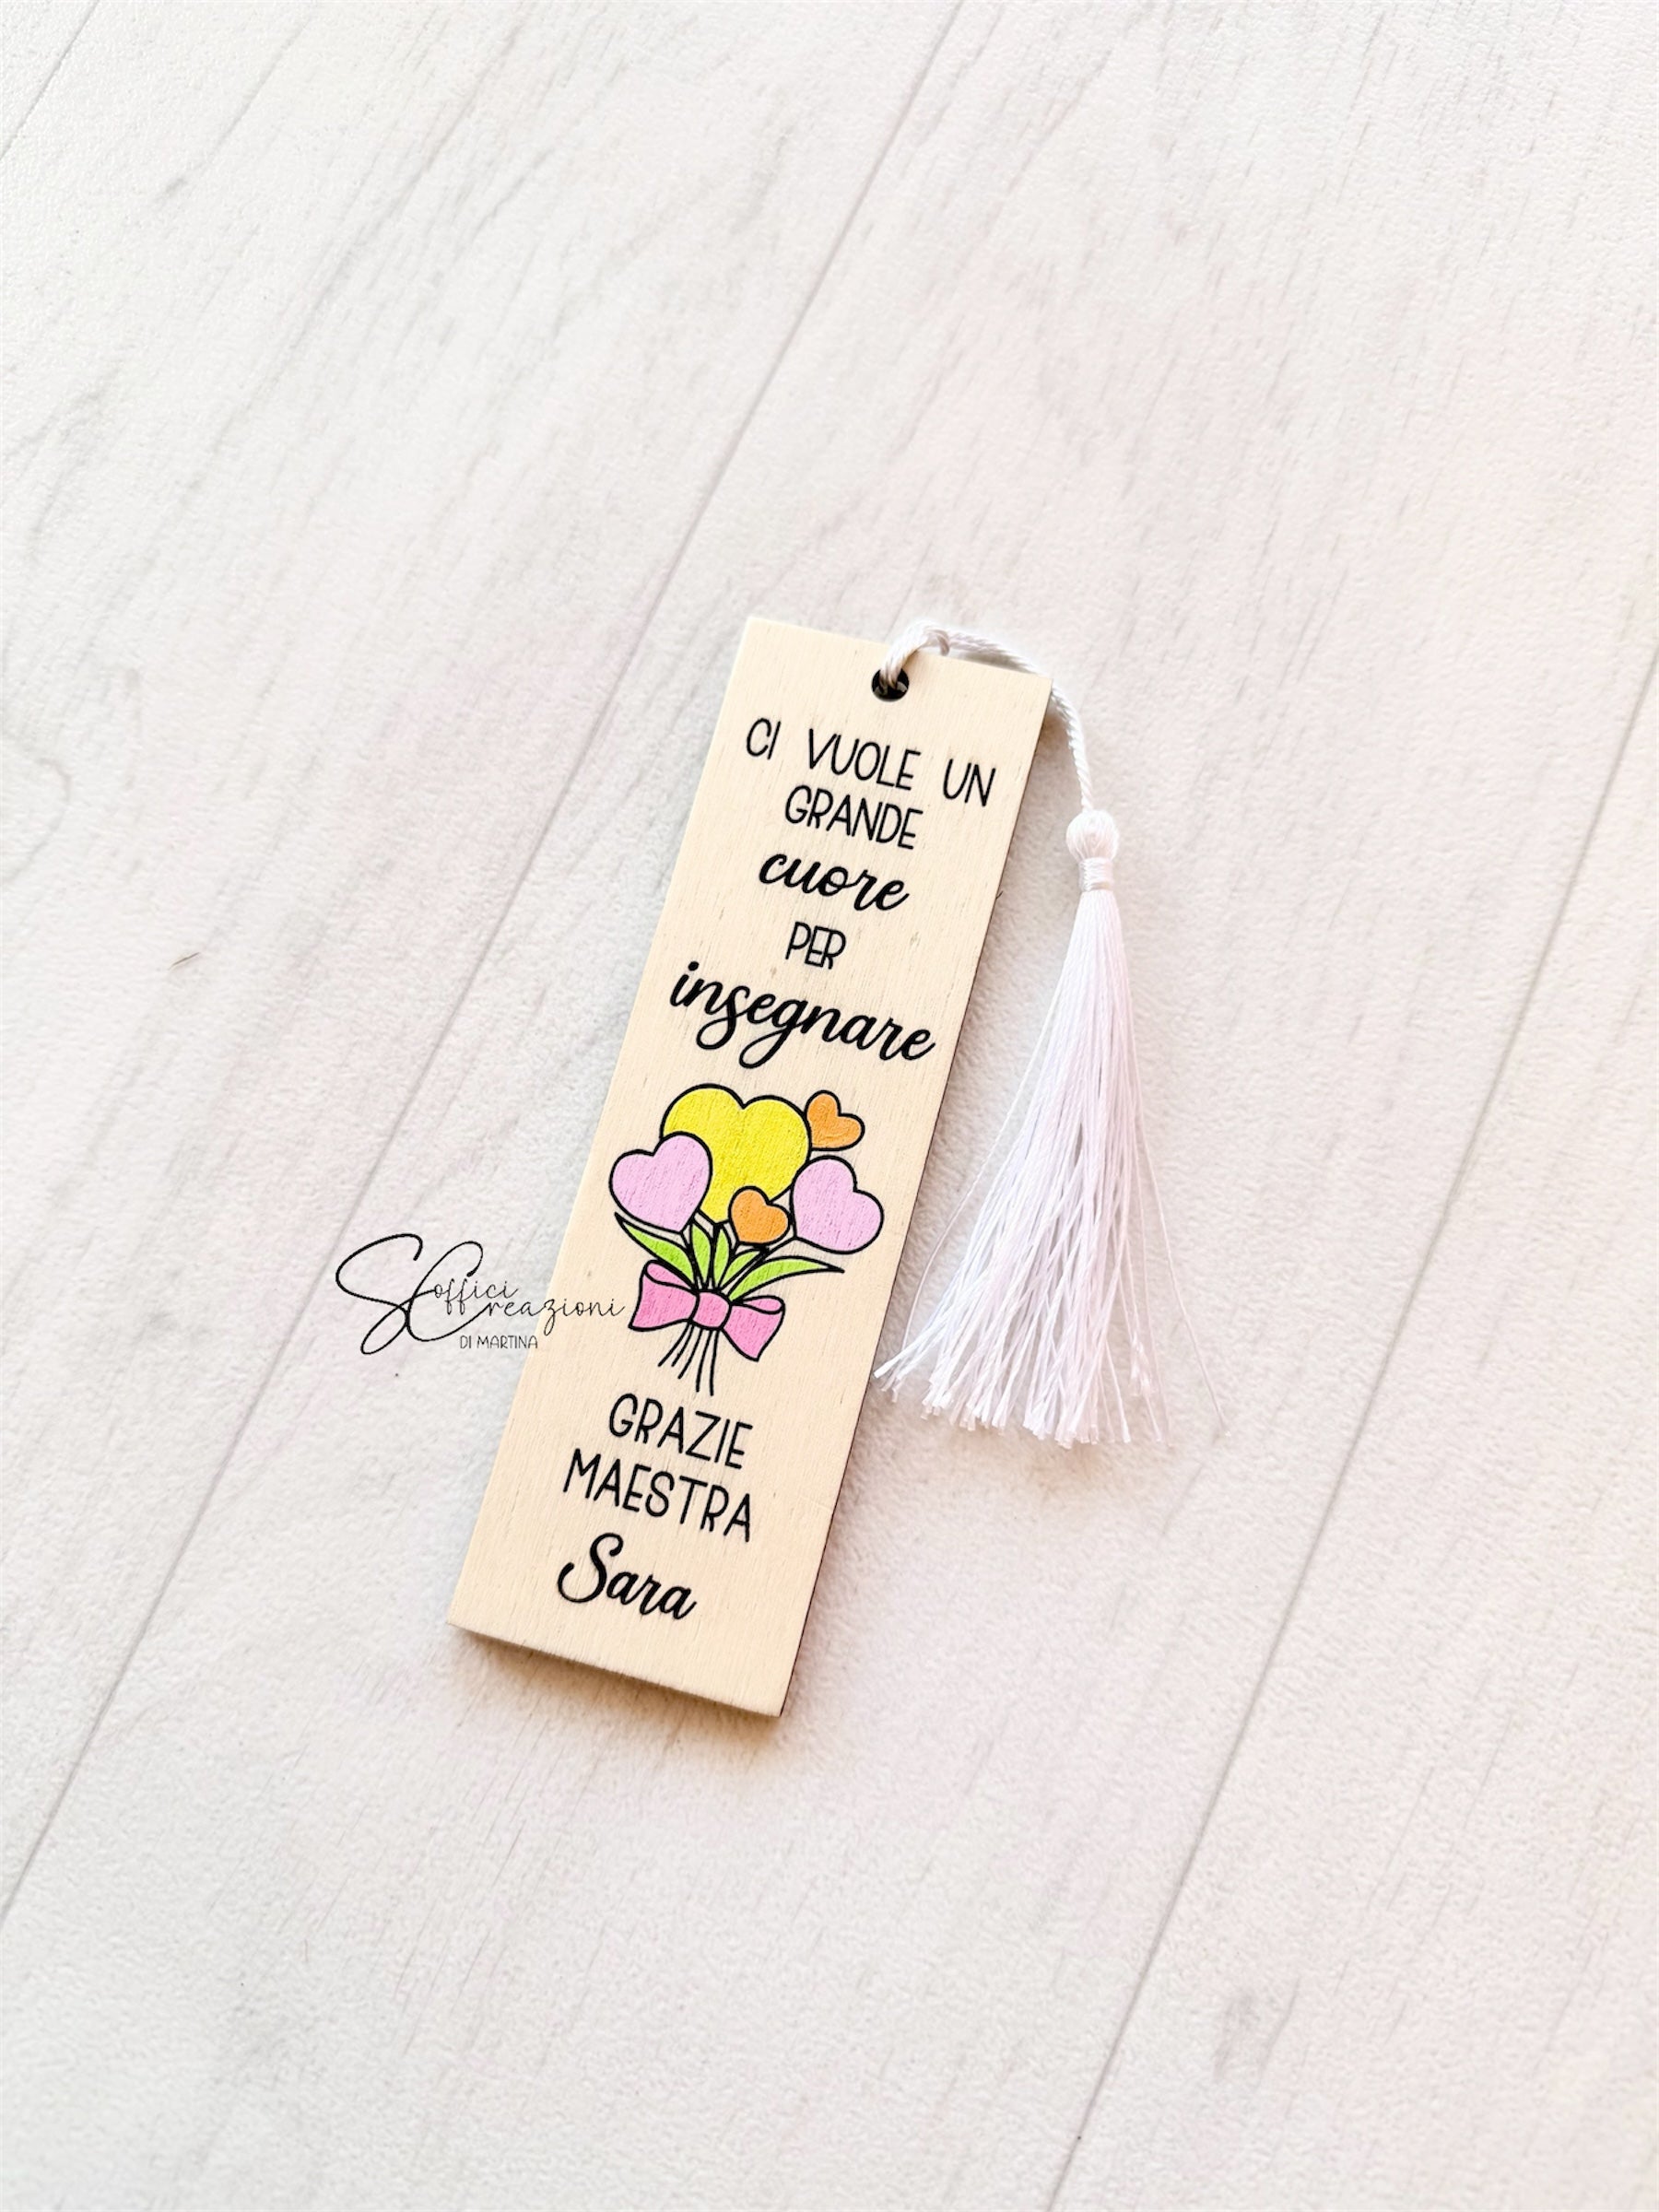 CI VUOLE UN
GRANDE
cuore
PER
insegnare
Soffici
Creazioni
DI MARTINA
GRAZIE
MAESTRA
Sara